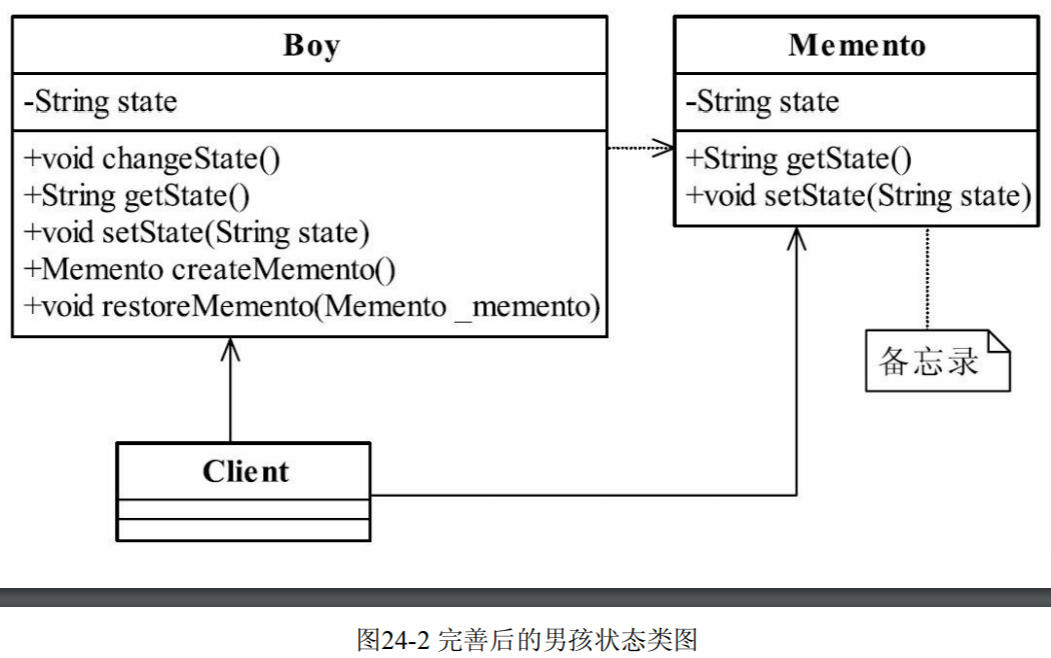 Boy
-String state
+void changeState()
+String getState()
+void setState(String state)
+Memento createMemento()
+void restoreMemento(Memento _memento)
Memento
-String state
+String getState()
+void setState(String state)
备忘录
Client
图24-2 完善后的男孩状态类图